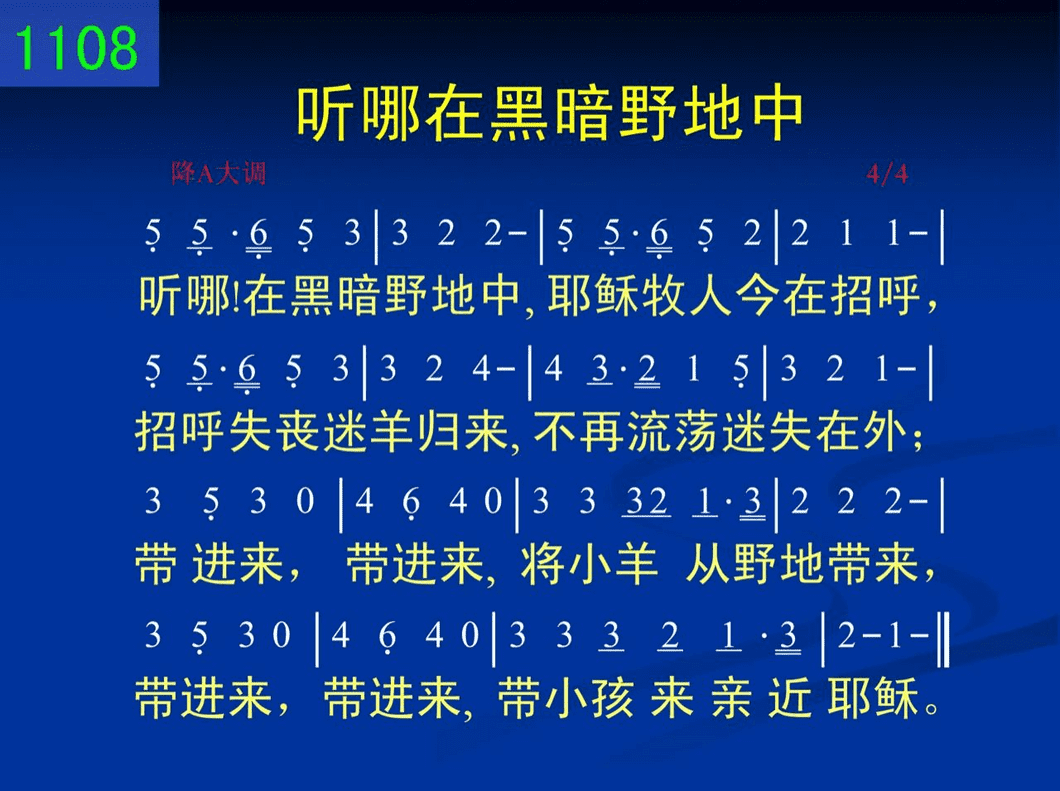 1108
听哪在黑暗野地中
降A大调 4/4
5̣ 5̣·6̣ 5̣ 3|3 2 2-|5̣ 5̣·6̣ 5̣ 2|2 1 1-|
听哪!在黑暗野地中,耶稣牧人今在招呼，
5̣ 5̣·6̣ 5̣ 3|3 2 4-|4 3·2 1 5̣|3 2 1-|
招呼失丧迷羊归来,不再流荡迷失在外；
3 5̣ 3 0|4 6̣ 4 0|3 3 32 1·3|2 2 2-|
带进来，带进来,将小羊 从野地带来，
3 5̣ 3 0|4 6̣ 4 0|3 3 3 2 1·3|2-1-‖
带进来，带进来,带小孩 来 亲 近 耶稣。